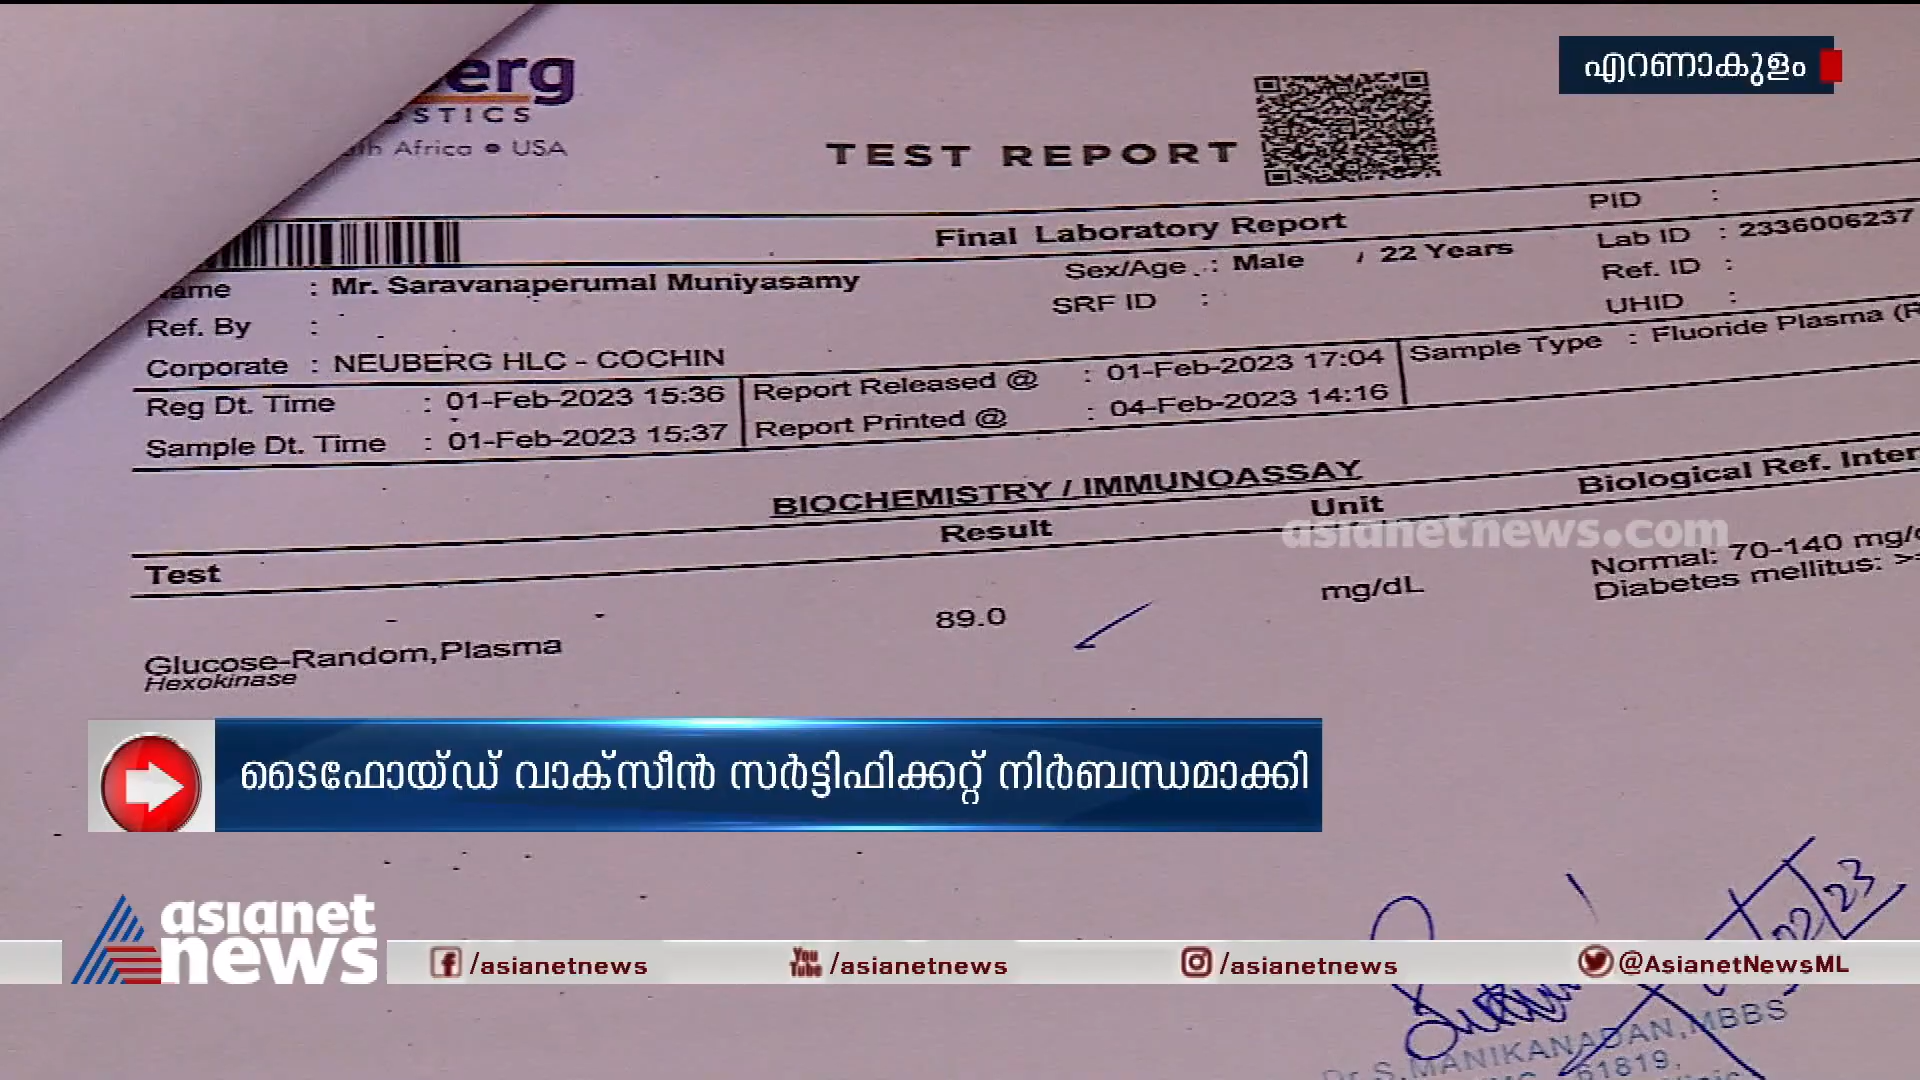 എറണാകുളം
STICS
Africa • USA
TEST REPORT
Final Laboratory Report
PID :
Mr. Saravanaperumal Muniyasamy
Sex/Age : Male / 22 Years
Lab ID : 2336006237
Ref. By :
SRF ID :
Ref. ID :
Corporate : NEUBERG HLC - COCHIN
UHID :
Reg Dt. Time : 01-Feb-2023 15:36
Report Released @ : 01-Feb-2023 17:04
Sample Type : Fluoride Plasma
Sample Dt. Time : 01-Feb-2023 15:37
Report Printed @ : 04-Feb-2023 14:16
BIOCHEMISTRY / IMMUNOASSAY
Test Result Unit Biological Ref.
asianetnews.com
Glucose-Random,Plasma 89.0 mg/dL Normal: 70-140
Hexokinase Diabetes mellitus:
ടൈഫോയ്ഡ് വാക്സീൻ സർട്ടിഫിക്കറ്റ് നിർബന്ധമാക്കി
asianet
news
/asianetnews You Tube /asianetnews /asianetnews @AsianetNewsML
Dr.S.MANIKANADAN,MBBS